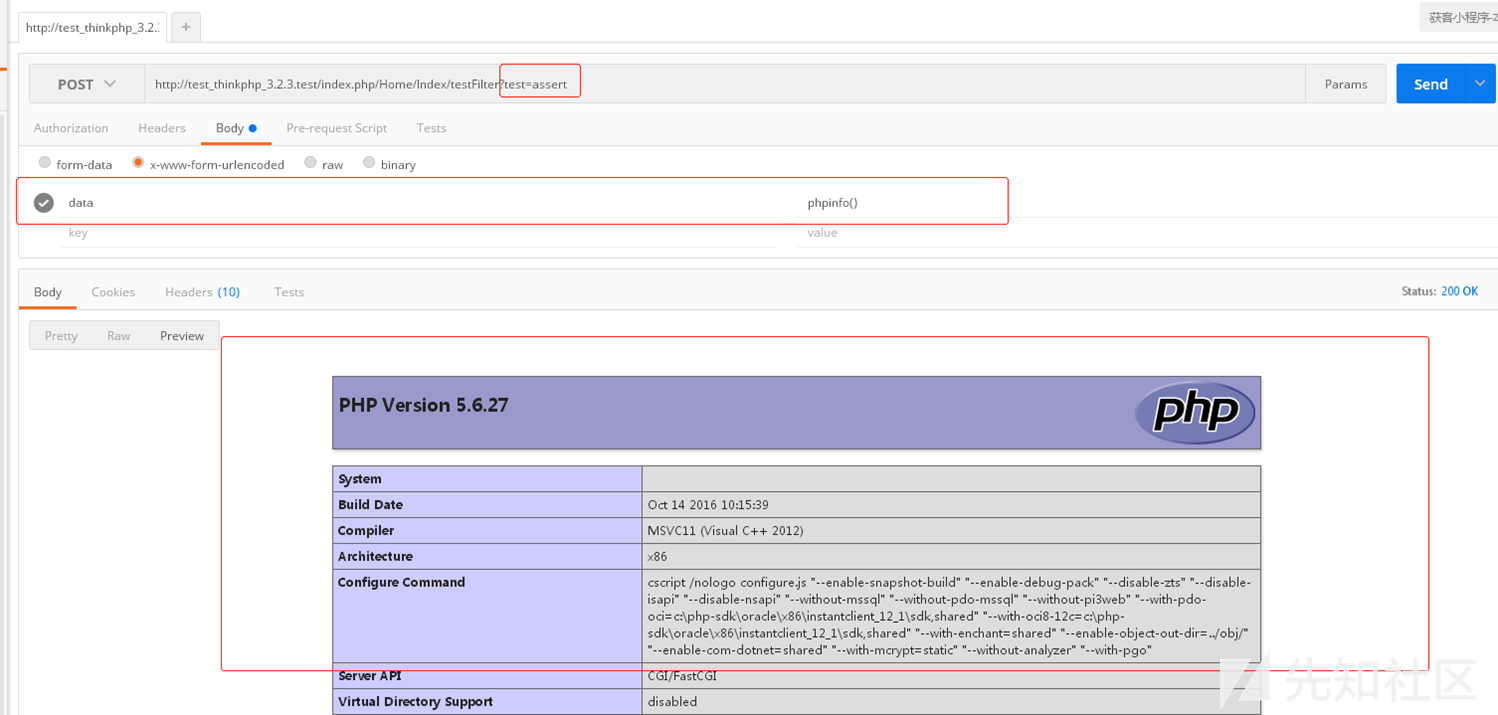 http://test_thinkphp_3.2.
+
获客小程序-z
POST
http://test_thinkphp_3.2.3.test/index.php/Home/Index/testFilter?test=assert
Params
Send
Authorization
Headers
Body
Pre-request Script
Tests
form-data
x-www-form-urlencoded
raw
binary
data
phpinfo()
key
value
Body
Cookies
Headers (10)
Tests
Status: 200 OK
Pretty
Raw
Preview
PHP Version 5.6.27
php
System
Build Date
Oct 14 2016 10:15:39
Compiler
MSVC11 (Visual C++ 2012)
Architecture
x86
Configure Command
cscript /nologo configure.js "--enable-snapshot-build" "--enable-debug-pack" "--disable-zts" "--disable-
isapi" "--disable-nsapi" "--without-mssql" "--without-pdo-mssql" "--without-pi3web" "--with-pdo-
oci=c:\php-sdk\oracle\x86\instantclient_12_1\sdk,shared" "--with-oci8-12c=c:\php-
sdk\oracle\x86\instantclient_12_1\sdk,shared" "--with-enchant=shared" "--enable-object-out-dir=../obj/"
"--enable-com-dotnet=shared" "--with-mcrypt=static" "--without-analyzer" "--with-pgo"
Server API
CGI/FastCGI
Virtual Directory Support
disabled
先知社区